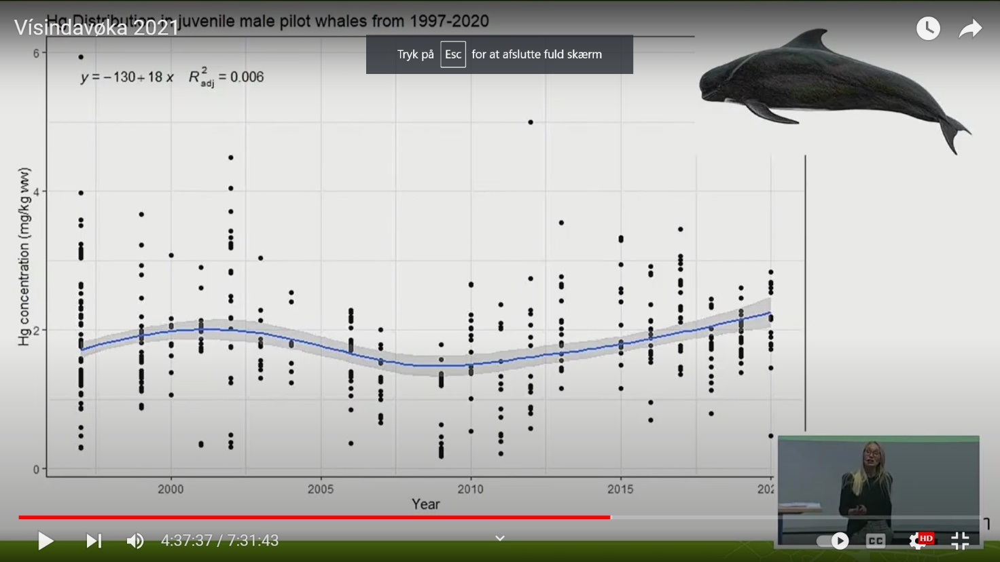 Hg Distribution in juvenile male pilot whales from 1997-2020
Vísindavøka 2021
Tryk på Esc for at afslutte fuld skærm
y = −130 + 18 x R²adj = 0.006
6
4
2
0
Hg concentration (mg/kg ww)
2000 2005 2010 2015 202
Year
4:37:37 / 7:31:43
CC
HD